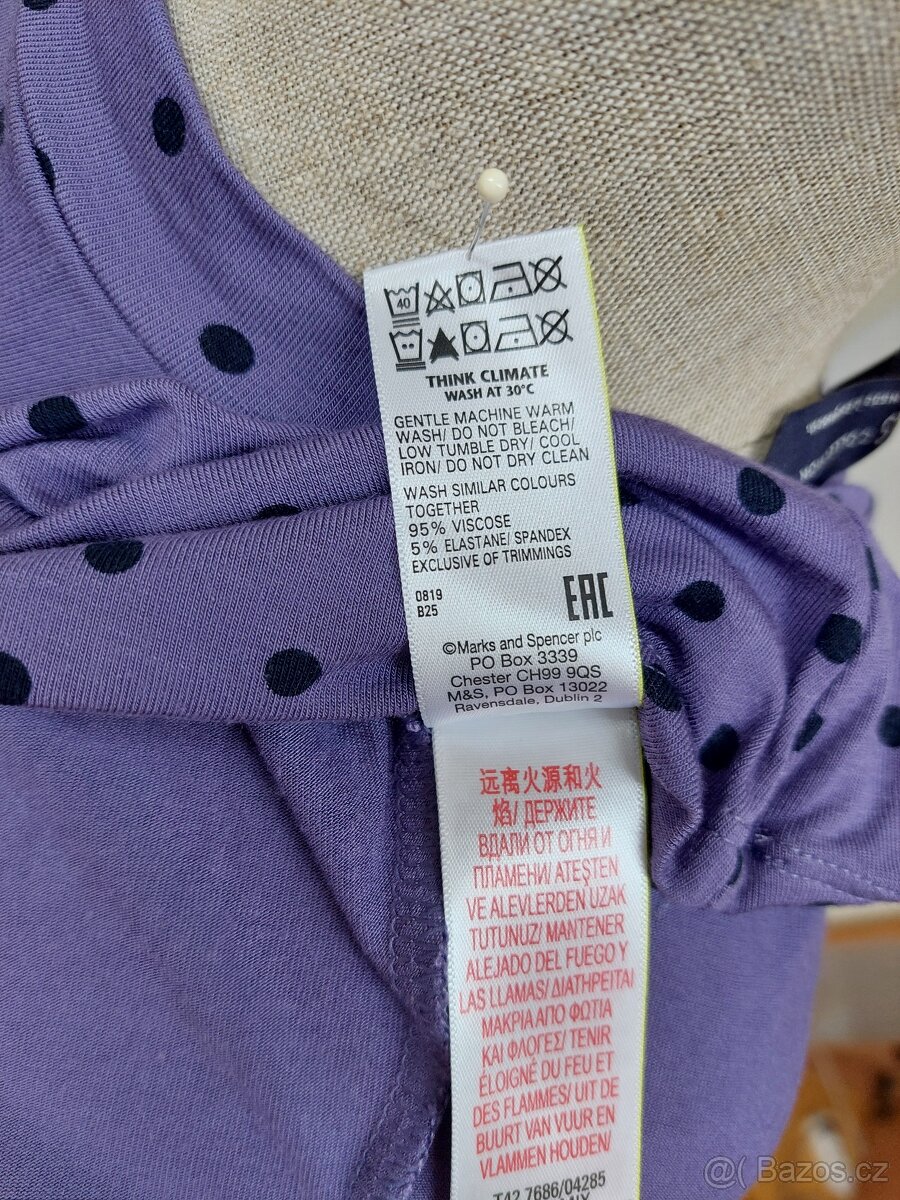 40
THINK CLIMATE
WASH AT 30°C
GENTLE MACHINE WARM
WASH/ DO NOT BLEACH/
LOW TUMBLE DRY/ COOL
IRON/ DO NOT DRY CLEAN
WASH SIMILAR COLOURS
TOGETHER
95% VISCOSE
5% ELASTANE/ SPANDEX
EXCLUSIVE OF TRIMMINGS
0819
B25
EAC
©Marks and Spencer plc
PO Box 3339
Chester CH99 9QS
M&S, PO Box 13022
Ravensdale, Dublin 2
远离火源和火
焰/ ДЕРЖИТЕ
ВДАЛИ ОТ ОГНЯ И
ПЛАМЕНИ/ ATEŞTEN
VE ALEVLERDEN UZAK
TUTUNUZ/ MANTENER
ALEJADO DEL FUEGO Y
LAS LLAMAS/ ΔΙΑΤΗΡΕΙΤΑΙ
ΜΑΚΡΙΑ ΑΠΟ ΦΩΤΙΑ
ΚΑΙ ΦΛΟΓΕΣ/ TENIR
ÉLOIGNÉ DU FEU ET
DES FLAMMES/ UIT DE
BUURT VAN VUUR EN
VLAMMEN HOUDEN/
T42 7686/04285
@( Bazos.cz